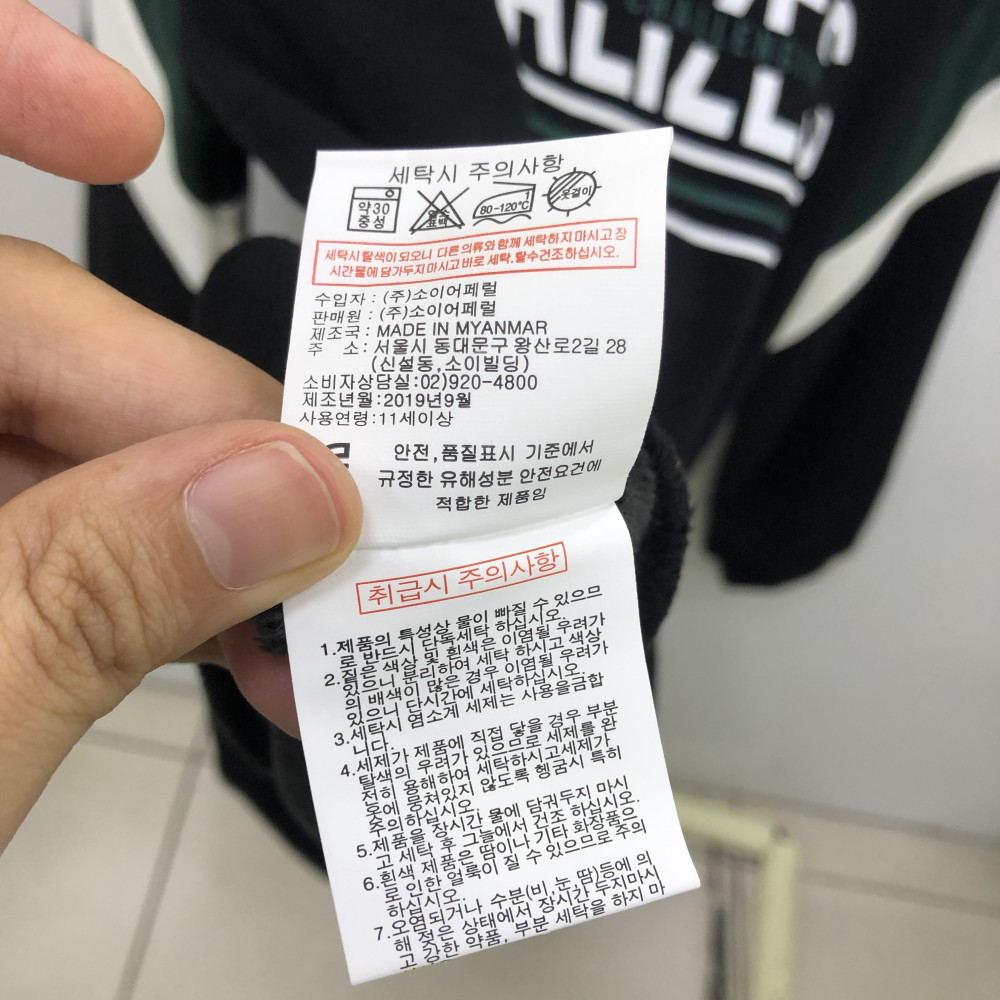 CHALLENGE
세탁시 주의사항
약30
중성
염소
표백
80-120℃
옷걸이
세탁시 탈색이 되오니 다른 의류와 함께 세탁하지 마시고 장
시간 물에 담가두지 마시고 바로 세탁, 탈수건조하십시오.
수입자 : (주)소이어페럴
판매원 : (주)소이어페럴
제조국 : MADE IN MYANMAR
주 소 : 서울시 동대문구 왕산로2길 28
(신설동,소이빌딩)
소비자상담실:02)920-4800
제조년월:2019년9월
사용연령:11세이상
안전,품질표시 기준에서
규정한 유해성분 안전요건에
적합한 제품임
취급시 주의사항
1.제품의 특성상 물이 빠질 수 있으므
로 반드시 단독세탁 하십시오.
2.짙은 색상 및 흰색은 이염될 우려가
있으니 분리하여 세탁 하시고 색상
의 배색이 많은 경우 이염될 우려가
있으니 단시간에 세탁하십시오.
3.세탁시 염소계 세제는 사용을금합
니다.
4.세제가 제품에 직접 닿을 경우 부분
탈색의 우려가 있으므로 세제를 완
전히 용해하여 세탁하시고세제가
옷에 뭉쳐있지 않도록 헹굼시 특히
주의하십시오.
5.제품을 장시간 물에 담궈두지 마시
고 세탁 후 그늘에서 건조 하십시오.
6.흰색 제품은 땀이나 기타 화장품으
로 인한 얼룩이 질 수 있으므로 주의
하십시오.
7.오염되거나 수분(비,눈 땀)등에 의
해 젖은 상태에서 장시간 두지마시
고 강한 약품, 부분 세탁을 하지 마